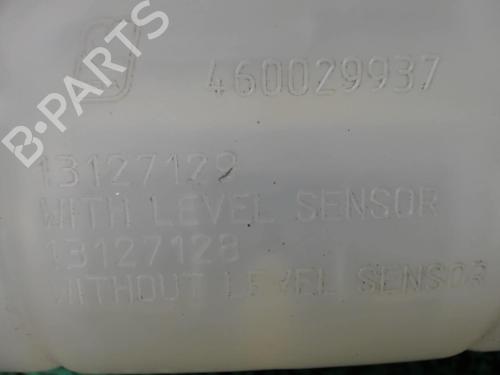 B-PARTS
460029937
13127129
WITH LEVEL SENSOR
13127128
WITHOUT LEVEL SENSOR